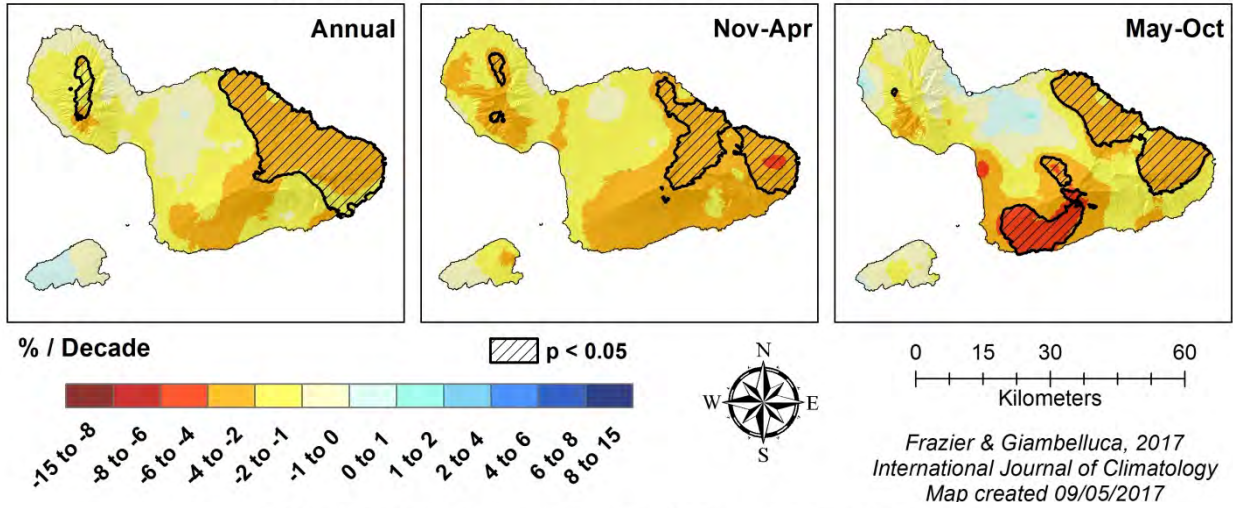 Annual
Nov-Apr
May-Oct
% / Decade
p < 0.05
-15 to -8
-8 to -6
-6 to -4
-4 to -2
-2 to -1
-1 to 0
0 to 1
1 to 2
2 to 4
4 to 6
6 to 8
8 to 15
N
W E
S
0 15 30 60
Kilometers
Frazier & Giambelluca, 2017
International Journal of Climatology
Map created 09/05/2017